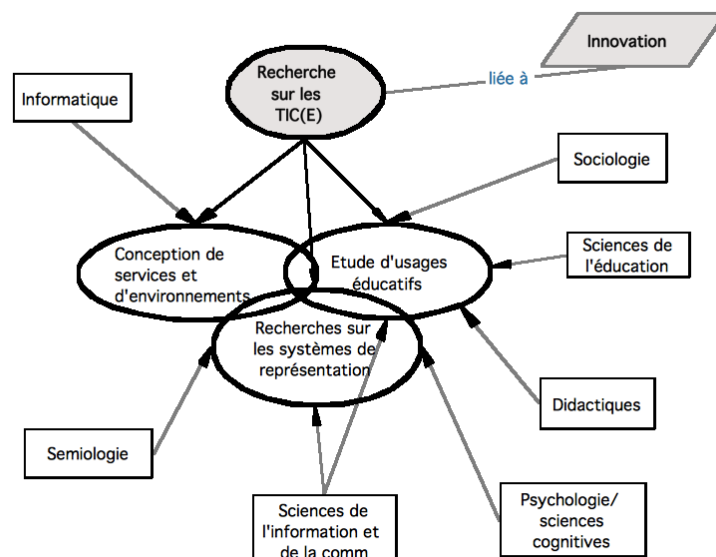 Innovation
Recherche
sur les
TIC(E)
liée à
Informatique
Sociologie
Conception de
services et
d'environnements
Etude d'usages
éducatifs
Sciences de
l'éducation
Recherches sur
les systèmes de
représentation
Didactiques
Semiologie
Sciences de
l'information et
de la comm
Psychologie/
sciences
cognitives